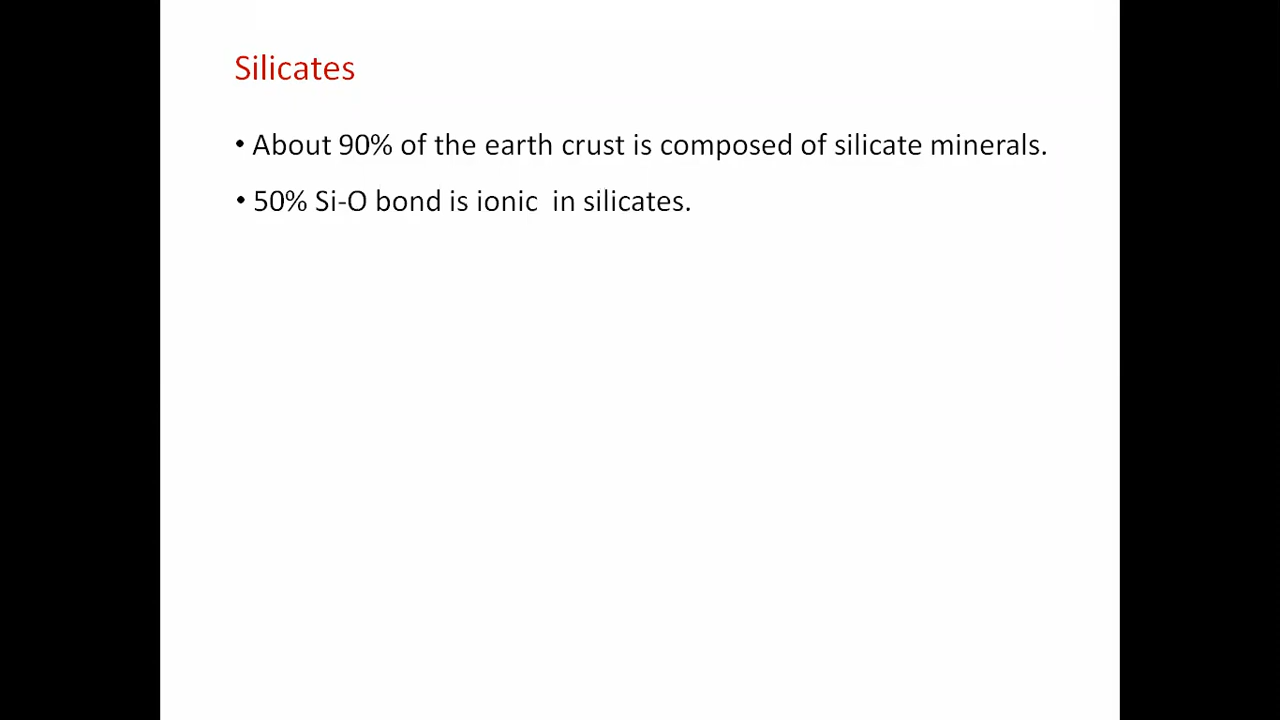 Silicates
• About 90% of the earth crust is composed of silicate minerals.
• 50% Si-O bond is ionic  in silicates.